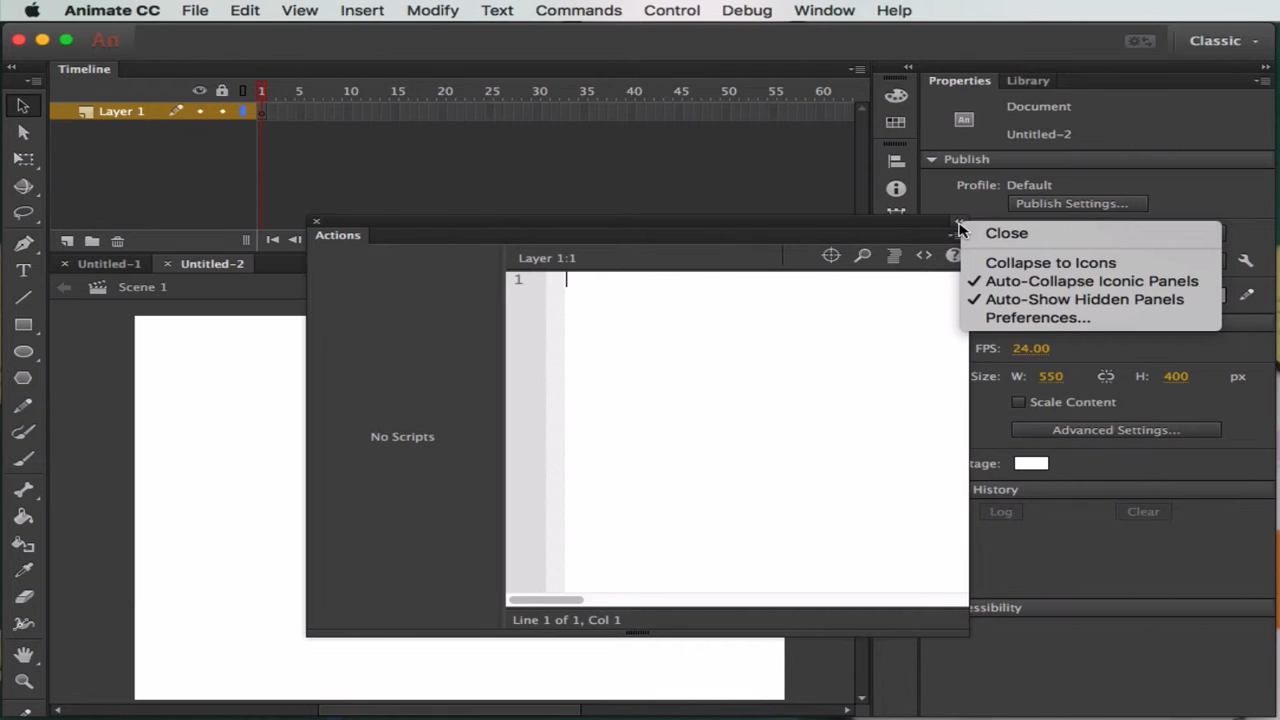 Animate CC File Edit View Insert Modify Text Commands Control Debug Window Help
An Classic
Timeline
1 5 10 15 20 25 30 35 40 45 50 55 60
Layer 1
Untitled-1 Untitled-2
Scene 1
Actions
Layer 1:1
1
No Scripts
Line 1 of 1, Col 1
Close
Collapse to Icons
Auto-Collapse Iconic Panels
Auto-Show Hidden Panels
Preferences...
Properties Library
Document
An
Untitled-2
Publish
Profile: Default
Publish Settings...
FPS: 24.00
Size: W: 550 H: 400 px
Scale Content
Advanced Settings...
tage:
History
Log Clear
ssibility